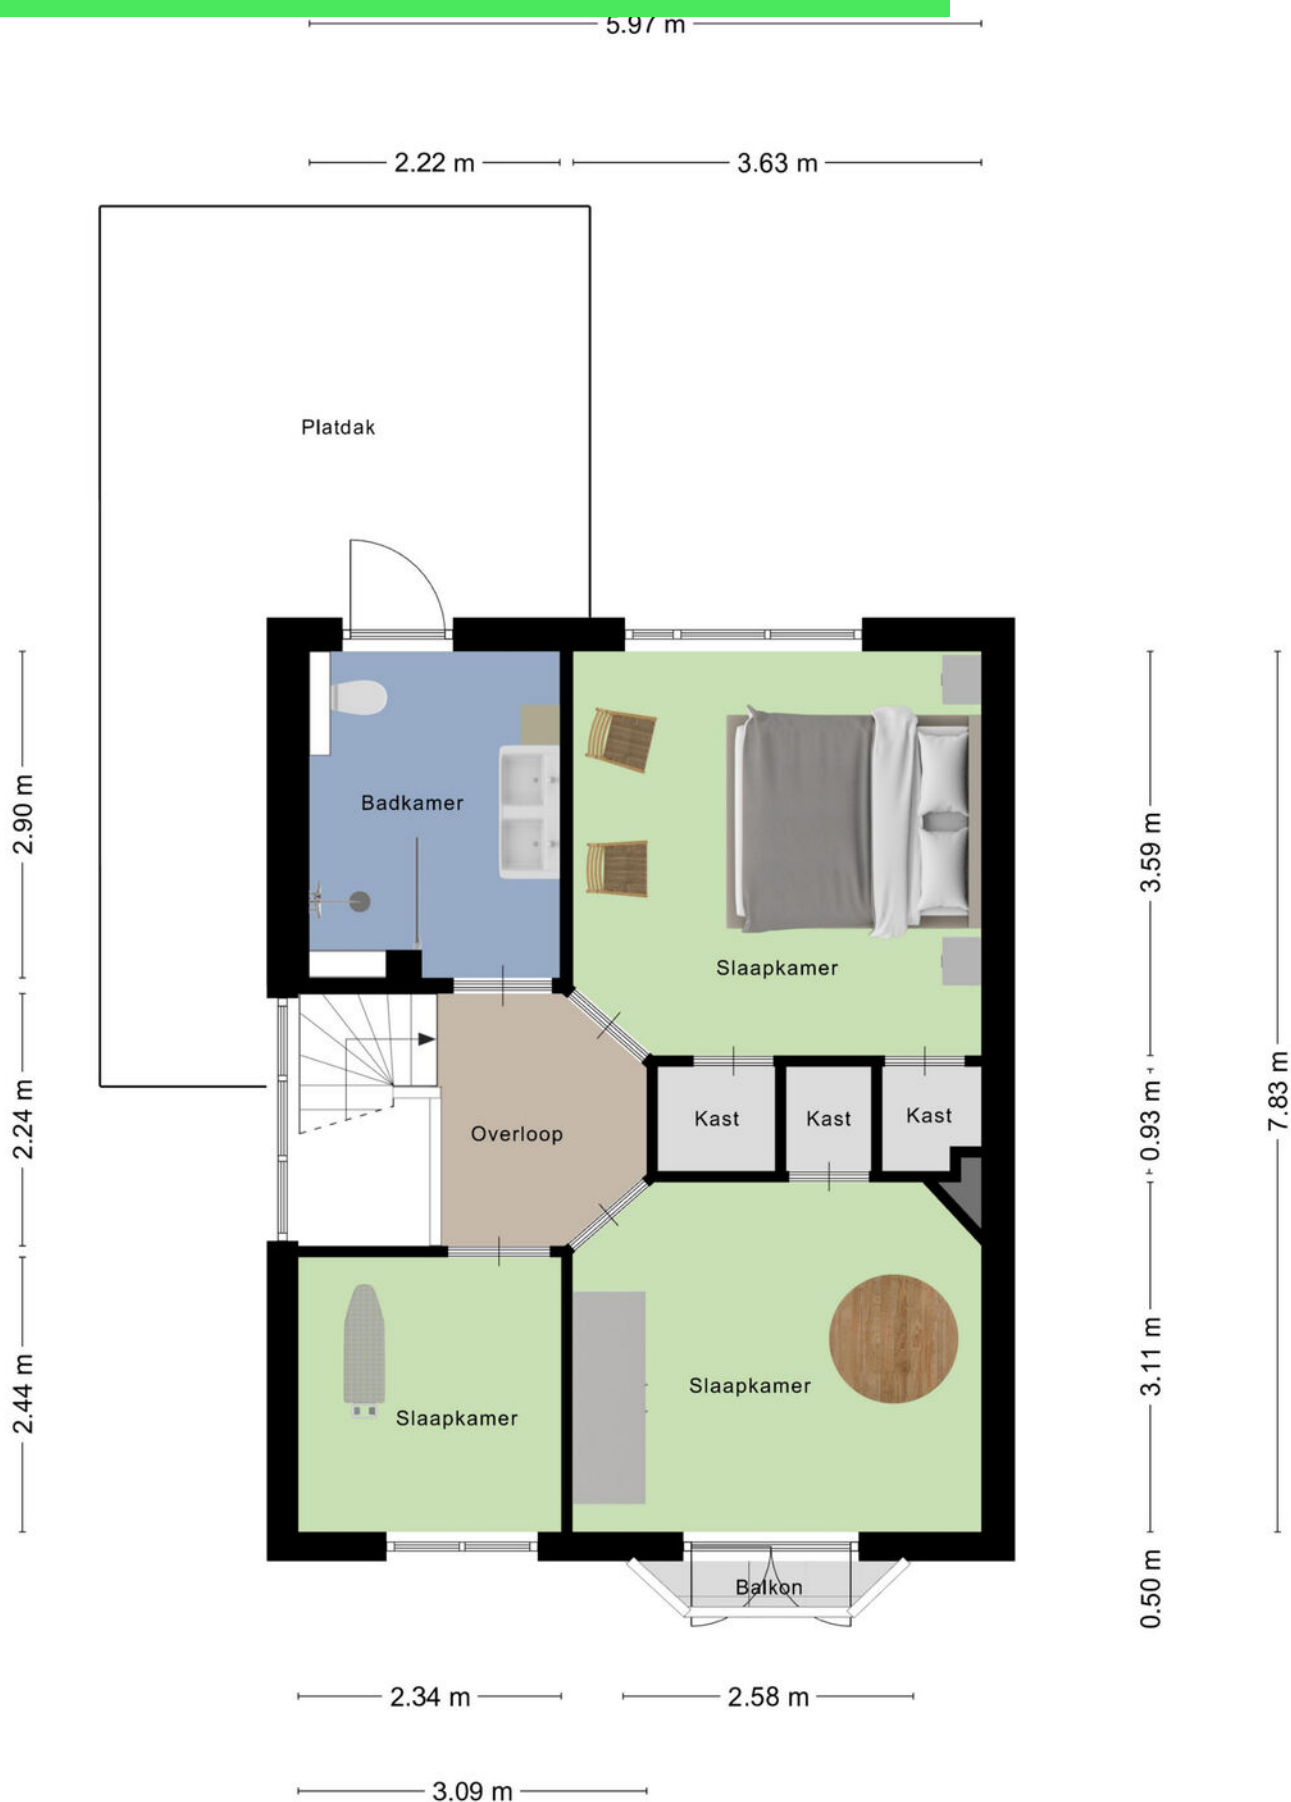 5.97 m
2.22 m
3.63 m
Platdak
2.90 m
Badkamer
3.59 m
Slaapkamer
2.24 m
Overloop
Kast
Kast
Kast
0.93 m
7.83 m
2.44 m
Slaapkamer
Slaapkamer
3.11 m
Balkon
0.50 m
2.34 m
2.58 m
3.09 m